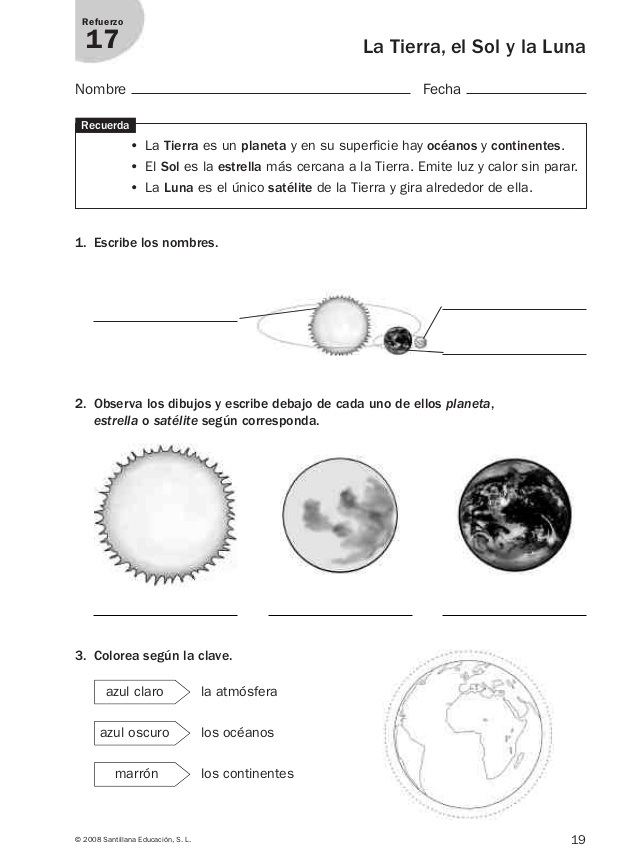 Refuerzo
17
La Tierra, el Sol y la Luna
Nombre
Fecha
Recuerda
• La Tierra es un planeta y en su superficie hay océanos y continentes.
• El Sol es la estrella más cercana a la Tierra. Emite luz y calor sin parar.
• La Luna es el único satélite de la Tierra y gira alrededor de ella.
1. Escribe los nombres.
2. Observa los dibujos y escribe debajo de cada uno de ellos planeta,
estrella o satélite según corresponda.
3. Colorea según la clave.
azul claro la atmósfera
azul oscuro los océanos
marrón los continentes
© 2008 Santillana Educación, S. L.
19